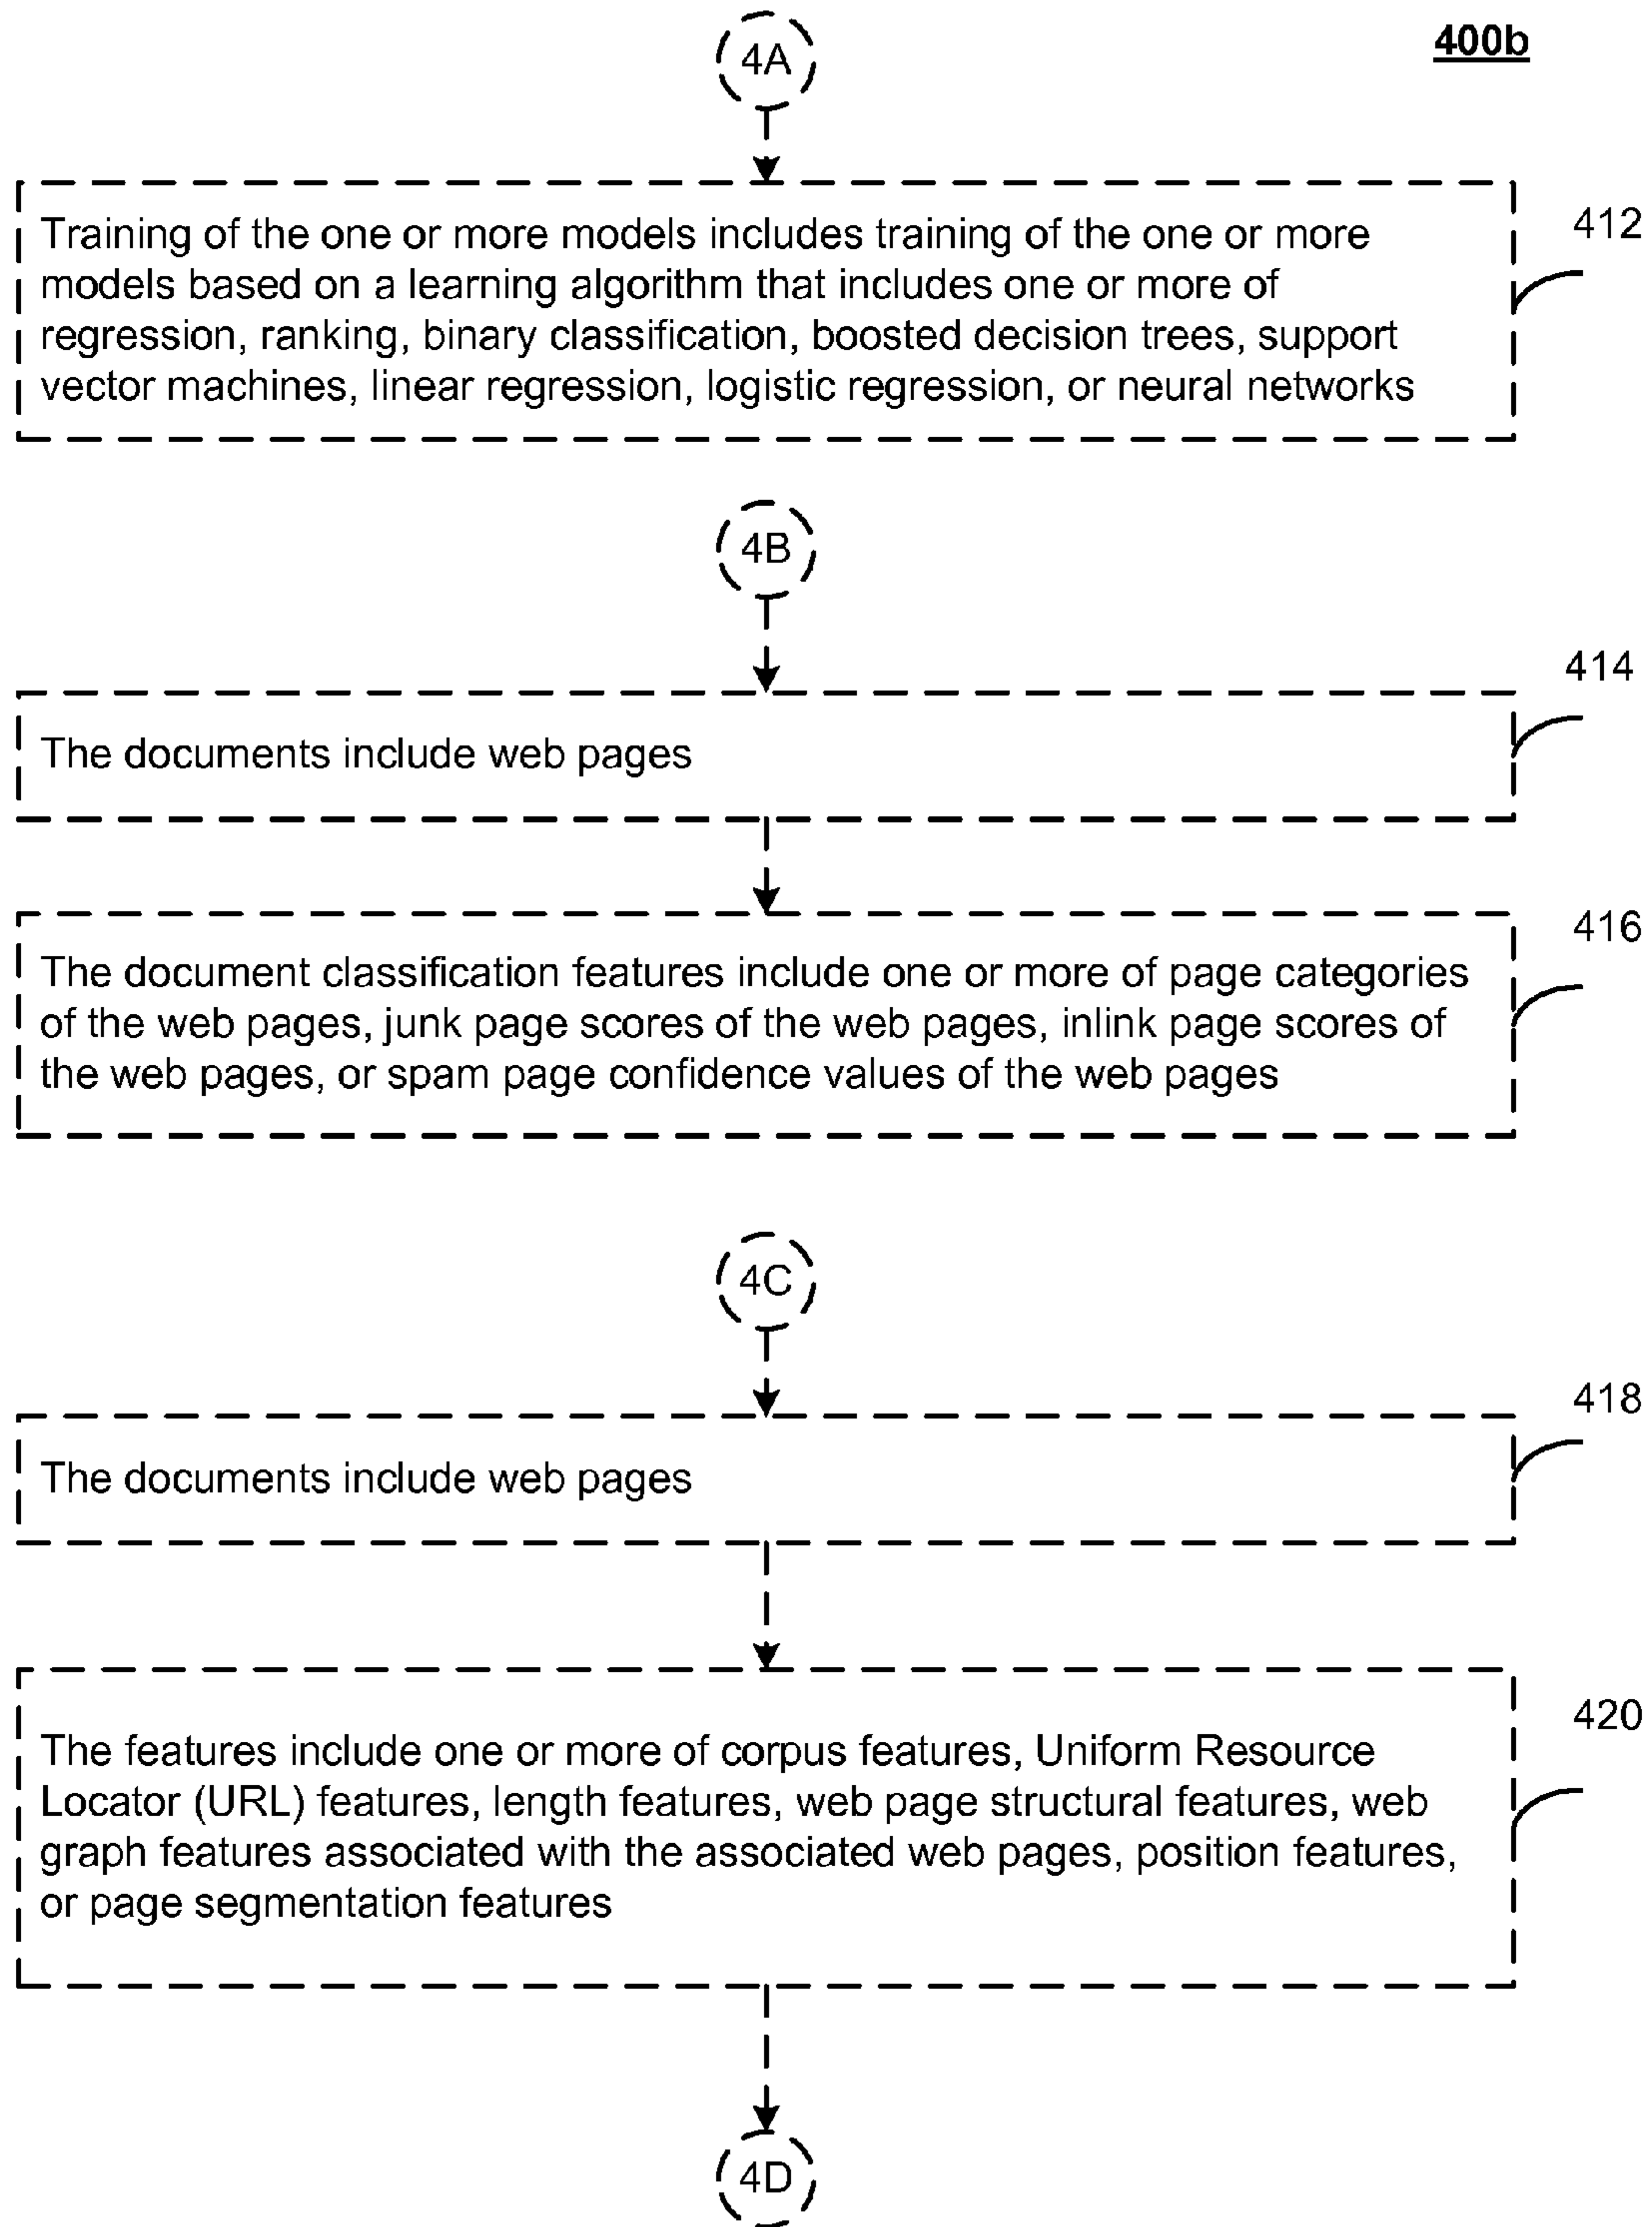 400b
4A
412
Training of the one or more models includes training of the one or more
models based on a learning algorithm that includes one or more of
regression, ranking, binary classification, boosted decision trees, support
vector machines, linear regression, logistic regression, or neural networks
4B
414
The documents include web pages
416
The document classification features include one or more of page categories
of the web pages, junk page scores of the web pages, inlink page scores of
the web pages, or spam page confidence values of the web pages
4C
418
The documents include web pages
420
The features include one or more of corpus features, Uniform Resource
Locator (URL) features, length features, web page structural features, web
graph features associated with the associated web pages, position features,
or page segmentation features
4D